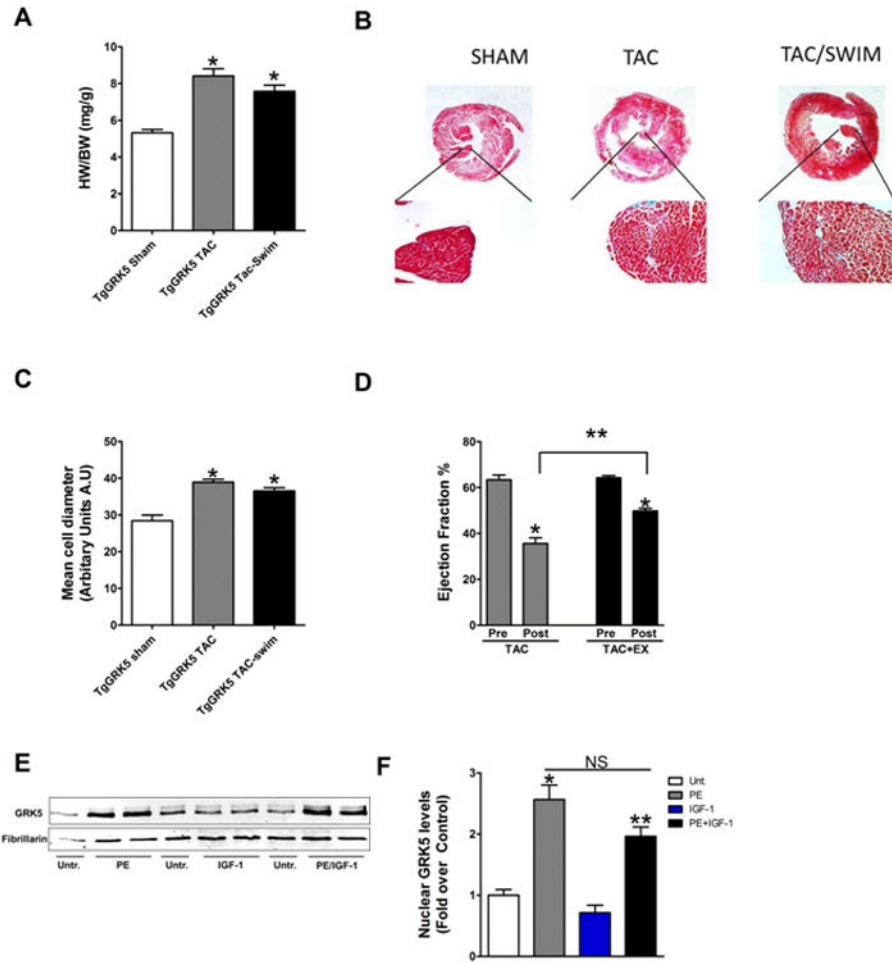 A
HW/BW (mg/g)
10
8
6
4
2
0
*
*
TgGRK5 Sham
TgGRK5 TAC
TgGRK5 Tac-Swim
B
SHAM
TAC
TAC/SWIM
C
Mean cell diameter
(Arbitary Units A.U)
50
40
30
20
10
0
*
*
TgGRK5 sham
TgGRK5 TAC
TgGRK5 TAC-swim
D
Ejection Fraction %
80
60
40
20
0
**
*
*
Pre Post Pre Post
TAC TAC+EX
E
GRK5
Fibrillarin
Untr. PE Untr. IGF-1 Untr. PE/IGF-1
F
Nuclear GRK5 levels
(Fold over Control)
3
2
1
0
NS
*
**
Unt.
PE
IGF-1
PE+IGF-1